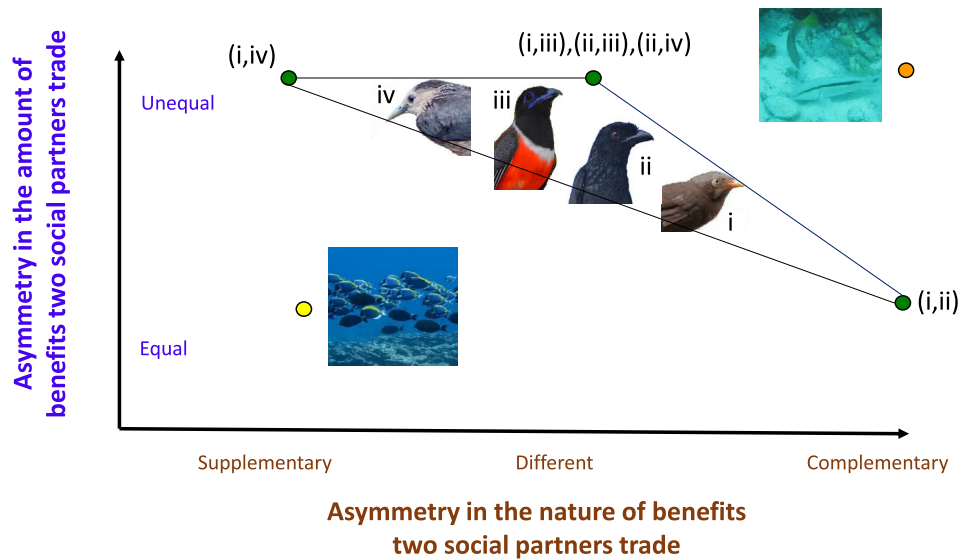 Asymmetry in the amount of
benefits two social partners trade
(i,iv)
(i,iii),(ii,iii),(ii,iv)
Unequal
iv
iii
ii
i
(i,ii)
Equal
Supplementary
Different
Complementary
Asymmetry in the nature of benefits
two social partners trade